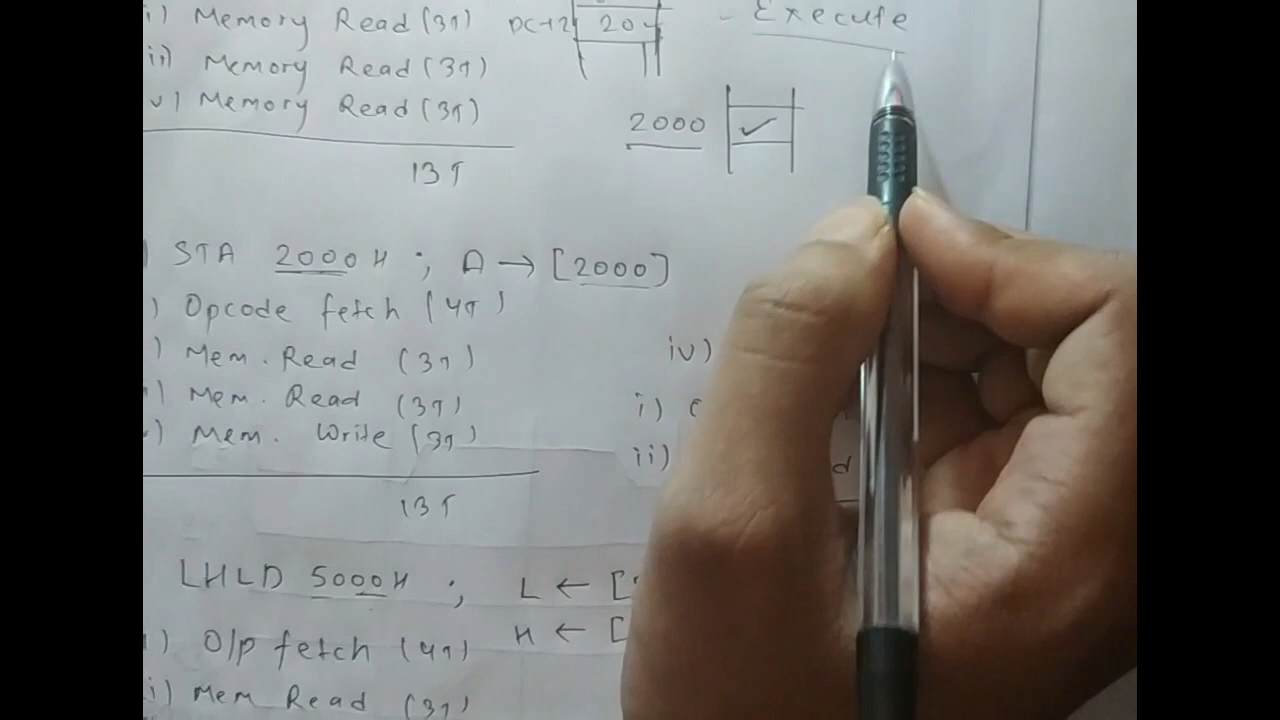 i) Memory Read (3T) PC+2 20
- Execute
ii) Memory Read (3T)
v) Memory Read (3T)
2000
13T
) STA 2000H ; A → [2000]
) Opcode fetch (4T)
) Mem. Read (3T)
iv)
i) Mem. Read (3T)
i)
) Mem. Write (3T)
ii)
13T
LHLD 5000H ; L ← [
H ← [
i) O/p fetch (4T)
i) Mem Read (3T)